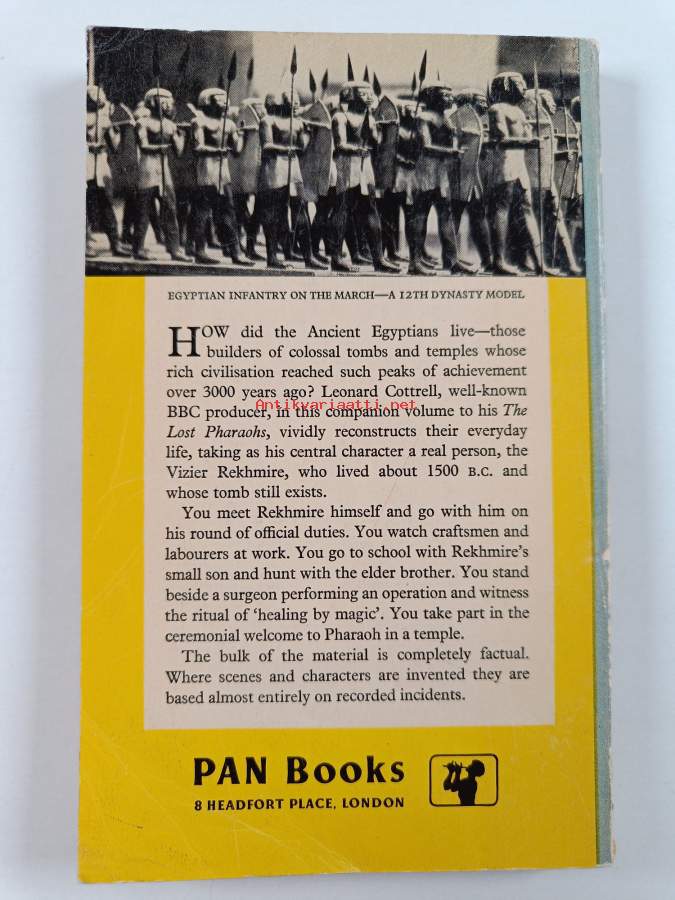 EGYPTIAN INFANTRY ON THE MARCH—A 12TH DYNASTY MODEL
HOW did the Ancient Egyptians live—those
builders of colossal tombs and temples whose
rich civilisation reached such peaks of achievement
over 3000 years ago? Leonard Cottrell, well-known
Antikvariaatti.net
BBC producer, in this companion volume to his The
Lost Pharaohs, vividly reconstructs their everyday
life, taking as his central character a real person, the
Vizier Rekhmire, who lived about 1500 B.C. and
whose tomb still exists.
You meet Rekhmire himself and go with him on
his round of official duties. You watch craftsmen and
labourers at work. You go to school with Rekhmire's
small son and hunt with the elder brother. You stand
beside a surgeon performing an operation and witness
the ritual of 'healing by magic'. You take part in the
ceremonial welcome to Pharaoh in a temple.
The bulk of the material is completely factual.
Where scenes and characters are invented they are
based almost entirely on recorded incidents.
PAN Books
8 HEADFORT PLACE, LONDON